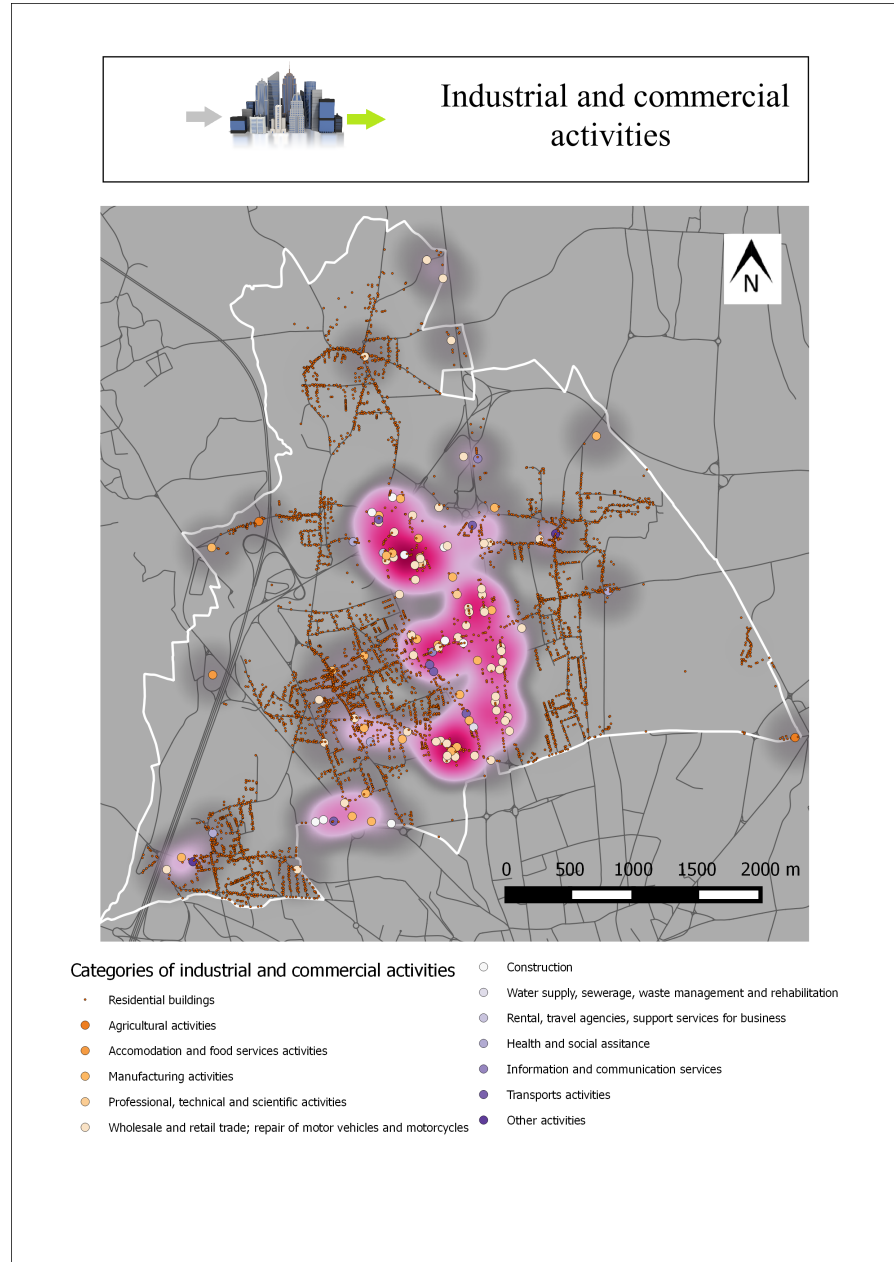 Industrial and commercial
activities
N
0 500 1000 1500 2000 m
Categories of industrial and commercial activities
Residential buildings
Agricultural activities
Accomodation and food services activities
Manufacturing activities
Professional, technical and scientific activities
Wholesale and retail trade; repair of motor vehicles and motorcycles
Construction
Water supply, sewerage, waste management and rehabilitation
Rental, travel agencies, support services for business
Health and social assitance
Information and communication services
Transports activities
Other activities